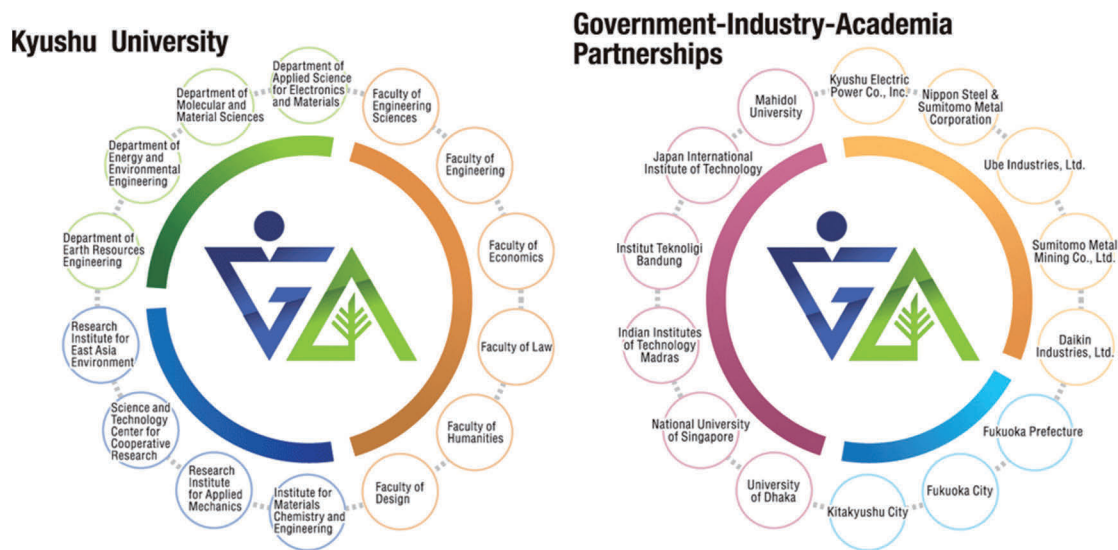 Kyushu University
Department of
Applied Science
for Electronics
and Materials
Faculty of
Engineering
Sciences
Faculty of
Engineering
Faculty of
Economics
Faculty of Law
Faculty of
Humanities
Faculty of
Design
Institute for
Materials
Chemistry and
Engineering
Research
Institute
for Applied
Mechanics
Science and
Technology
Center for
Cooperative
Research
Research
Institute for
East Asia
Environment
Department of
Earth Resources
Engineering
Department of
Energy and
Environmental
Engineering
Department of
Molecular and
Material Sciences
Government-Industry-Academia
Partnerships
Kyushu Electric
Power Co., Inc.
Nippon Steel &
Sumitomo Metal
Corporation
Ube Industries, Ltd.
Sumitomo Metal
Mining Co., Ltd.
Daikin
Industries, Ltd.
Fukuoka Prefecture
Fukuoka City
Kitakyushu City
University
of Dhaka
National University
of Singapore
Indian Institutes
of Technology
Madras
Institut Teknoligi
Bandung
Japan International
Institute of Technology
Mahidol
University